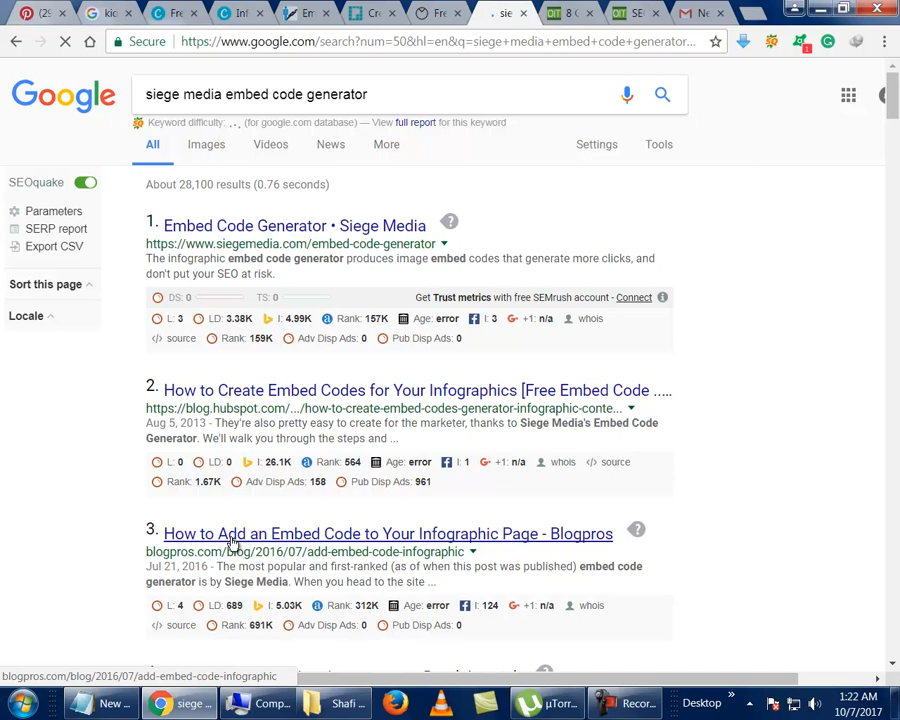 (29
kic
Fre
Inf
Em
Cre
Fre
sie
8 (
SE
Ne
Secure
https://www.google.com/search?num=50&hl=en&q=siege+media+embed+code+generator...
Google
siege media embed code generator
Keyword difficulty: .. . (for google.com database) — View full report for this keyword
All Images Videos News More Settings Tools
SEOquake
Parameters
SERP report
Export CSV
Sort this page
Locale
About 28,100 results (0.76 seconds)
1. Embed Code Generator • Siege Media
https://www.siegemedia.com/embed-code-generator
The infographic embed code generator produces image embed codes that generate more clicks, and
don't put your SEO at risk.
DS: 0 TS: 0 Get Trust metrics with free SEMrush account - Connect
L: 3 LD: 3.38K I: 4.99K Rank: 157K Age: error I: 3 +1: n/a whois
source Rank: 159K Adv Disp Ads: 0 Pub Disp Ads: 0
2. How to Create Embed Codes for Your Infographics [Free Embed Code ......
https://blog.hubspot.com/.../how-to-create-embed-codes-generator-infographic-conte...
Aug 5, 2013 - They're also pretty easy to create for the marketer, thanks to Siege Media's Embed Code
Generator. We'll walk you through the steps and ...
L: 0 LD: 0 I: 26.1K Rank: 564 Age: error I: 1 +1: n/a whois source
Rank: 1.67K Adv Disp Ads: 158 Pub Disp Ads: 961
3. How to Add an Embed Code to Your Infographic Page - Blogpros
blogpros.com/blog/2016/07/add-embed-code-infographic
Jul 21, 2016 - The most popular and first-ranked (as of when this post was published) embed code
generator is by Siege Media. When you head to the site ...
L: 4 LD: 689 I: 5.03K Rank: 312K Age: error I: 124 +1: n/a whois
source Rank: 691K Adv Disp Ads: 0 Pub Disp Ads: 0
blogpros.com/blog/2016/07/add-embed-code-infographic
New ...
siege ...
Comp...
Shafi ...
µTorr...
Recor...
Desktop
1:22 AM
10/7/2017